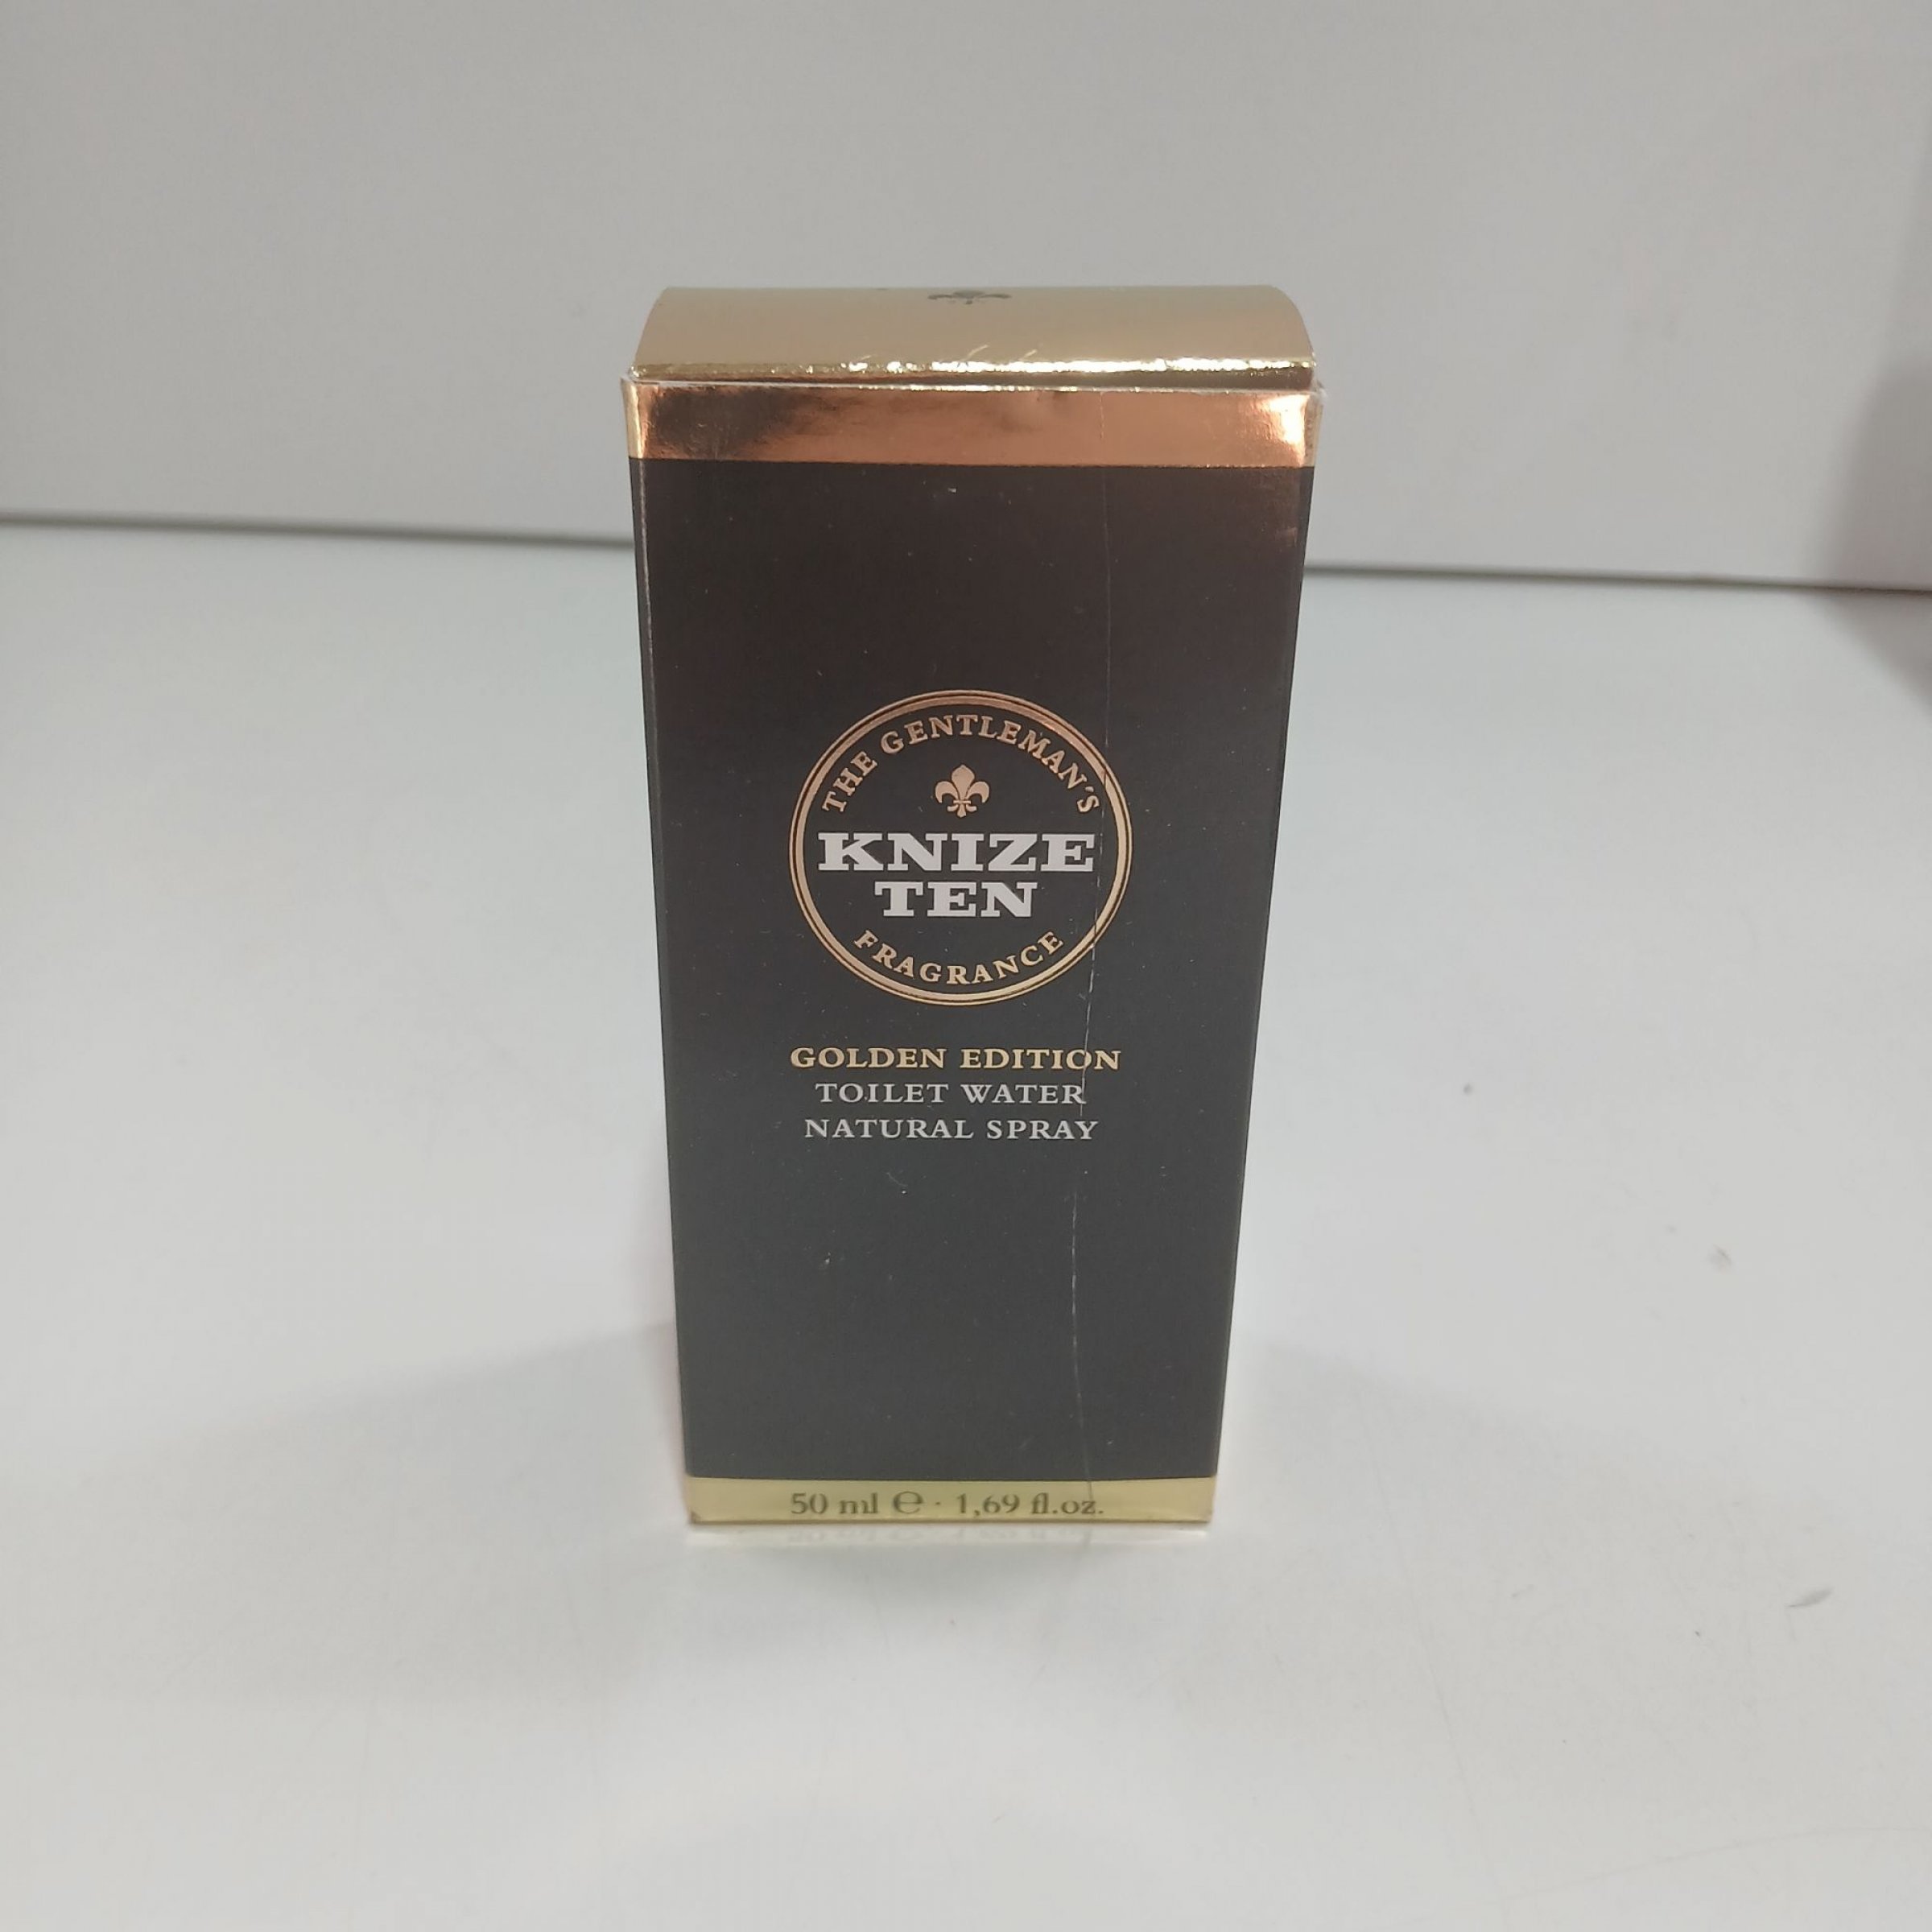 THE GENTLEMAN'S
KNIZE
TEN
FRAGRANCE
GOLDEN EDITION
TOILET WATER
NATURAL SPRAY
50 ml ℮ · 1,69 fl.oz.